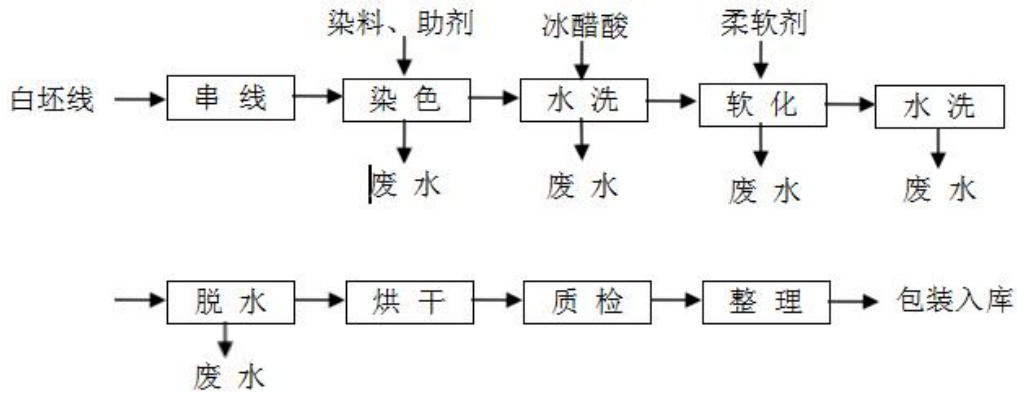 染料、助剂 冰醋酸 柔软剂
白坯线 串 线 染 色 水 洗 软 化 水 洗
废 水 废 水 废 水 废 水
脱 水 烘 干 质 检 整 理 包装入库
废 水